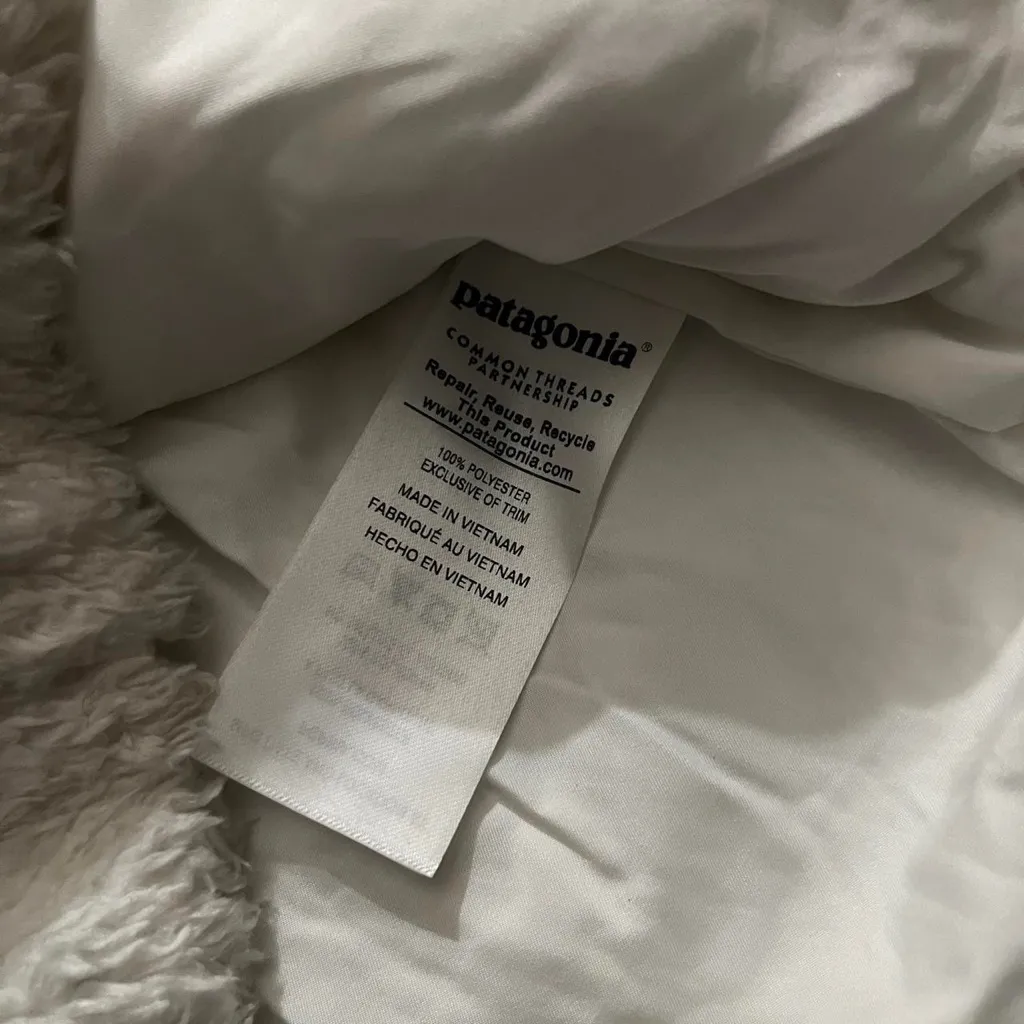 patagonia®
COMMON THREADS
PARTNERSHIP
Repair, Reuse, Recycle
This Product
www.patagonia.com
100% POLYESTER
EXCLUSIVE OF TRIM
MADE IN VIETNAM
FABRIQUÉ AU VIETNAM
HECHO EN VIETNAM